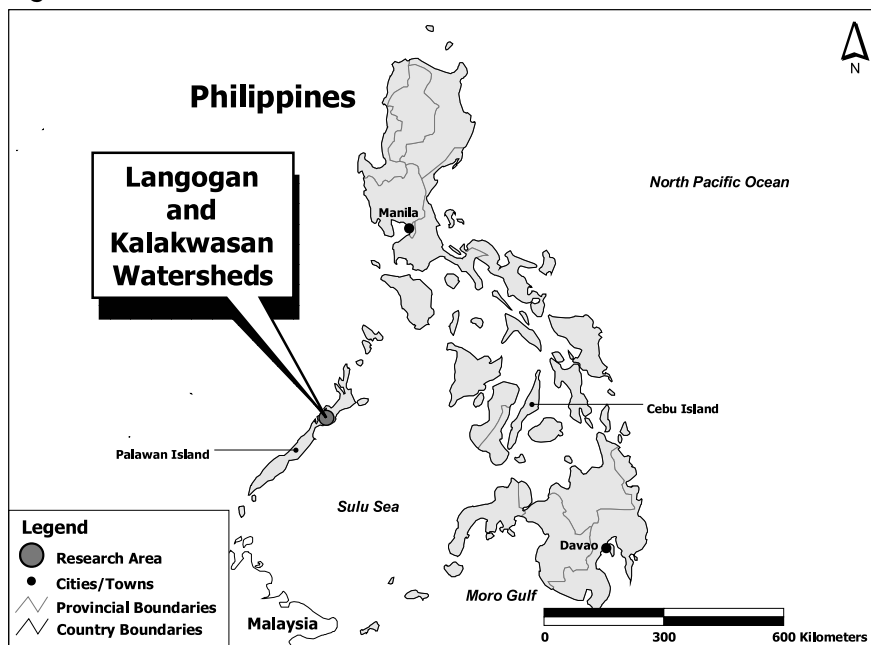 Philippines
N
Langogan
and
Kalakwasan
Watersheds
Manila
North Pacific Ocean
Cebu Island
Palawan Island
Sulu Sea
Davao
Moro Gulf
Malaysia
Legend
Research Area
Cities/Towns
Provincial Boundaries
Country Boundaries
0 300 600 Kilometers